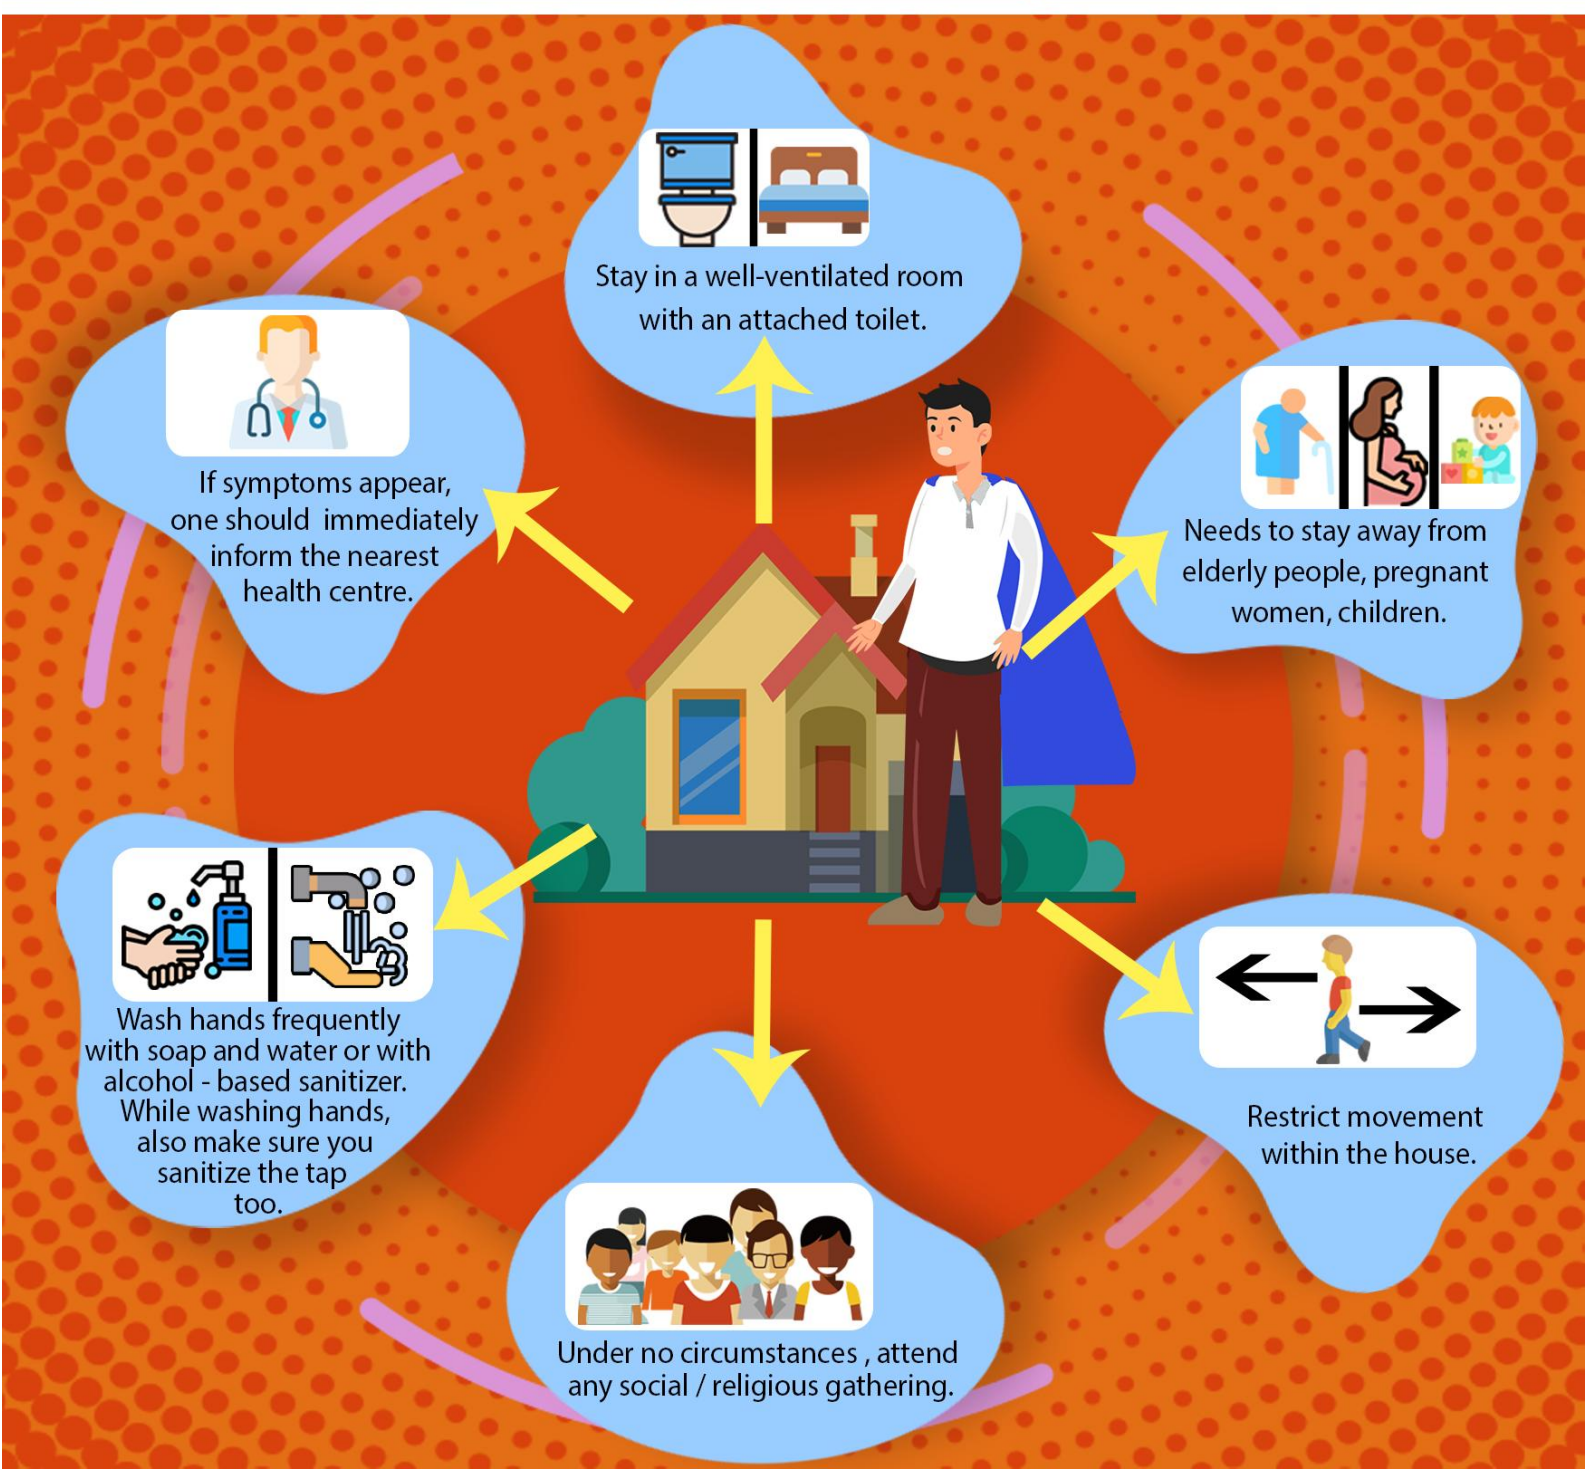 Stay in a well-ventilated room
with an attached toilet.
If symptoms appear,
one should immediately
inform the nearest
health centre.
Needs to stay away from
elderly people, pregnant
women, children.
Wash hands frequently
with soap and water or with
alcohol - based sanitizer.
While washing hands,
also make sure you
sanitize the tap
too.
Restrict movement
within the house.
Under no circumstances , attend
any social / religious gathering.